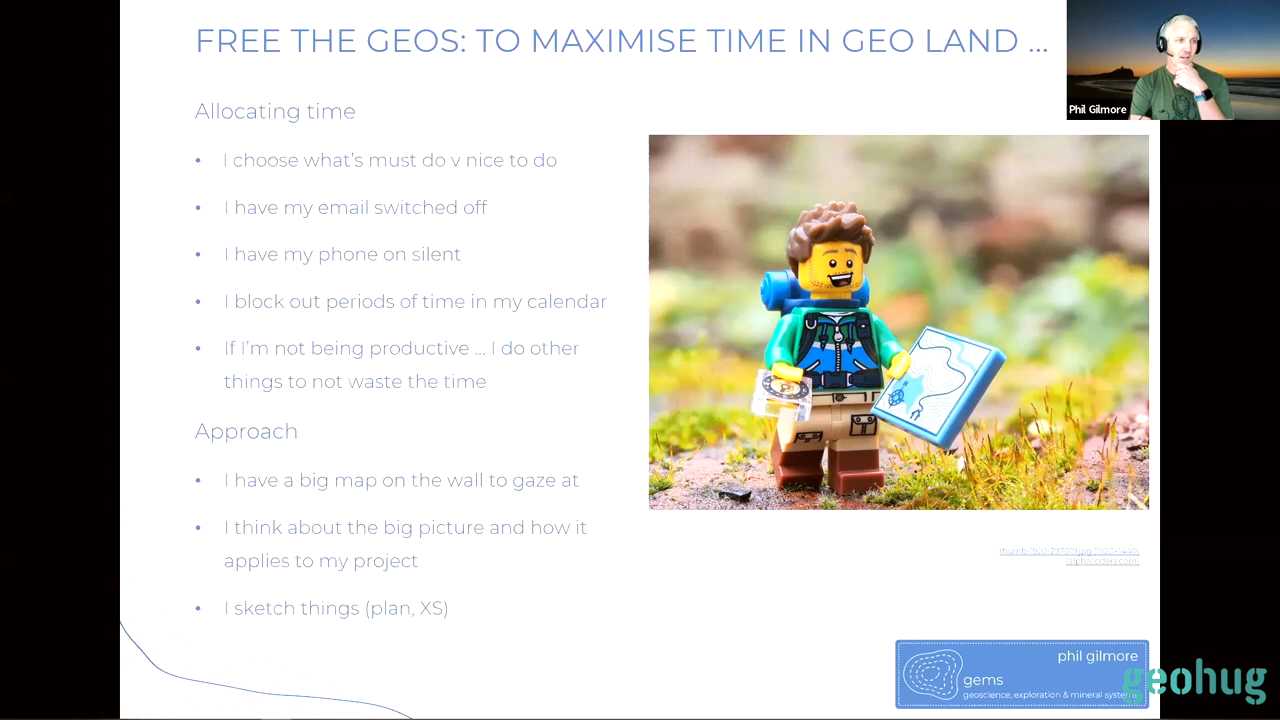 FREE THE GEOS: TO MAXIMISE TIME IN GEO LAND ...
Phil Gilmore
Allocating time
• I choose what's must do v nice to do
• I have my email switched off
• I have my phone on silent
• I block out periods of time in my calendar
• If I'm not being productive ... I do other
things to not waste the time
Approach
• I have a big map on the wall to gaze at
• I think about the big picture and how it
applies to my project
• I sketch things (plan, XS)
phil gilmore
gems
geoscience, exploration & mineral systems
geohug